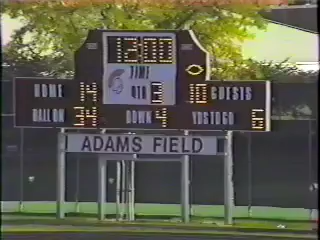 13:00
TIME
HOME 14 QTR 3 10 GUESTS
BALL ON 34 DOWN 4 YDS TO GO 6
ADAMS FIELD